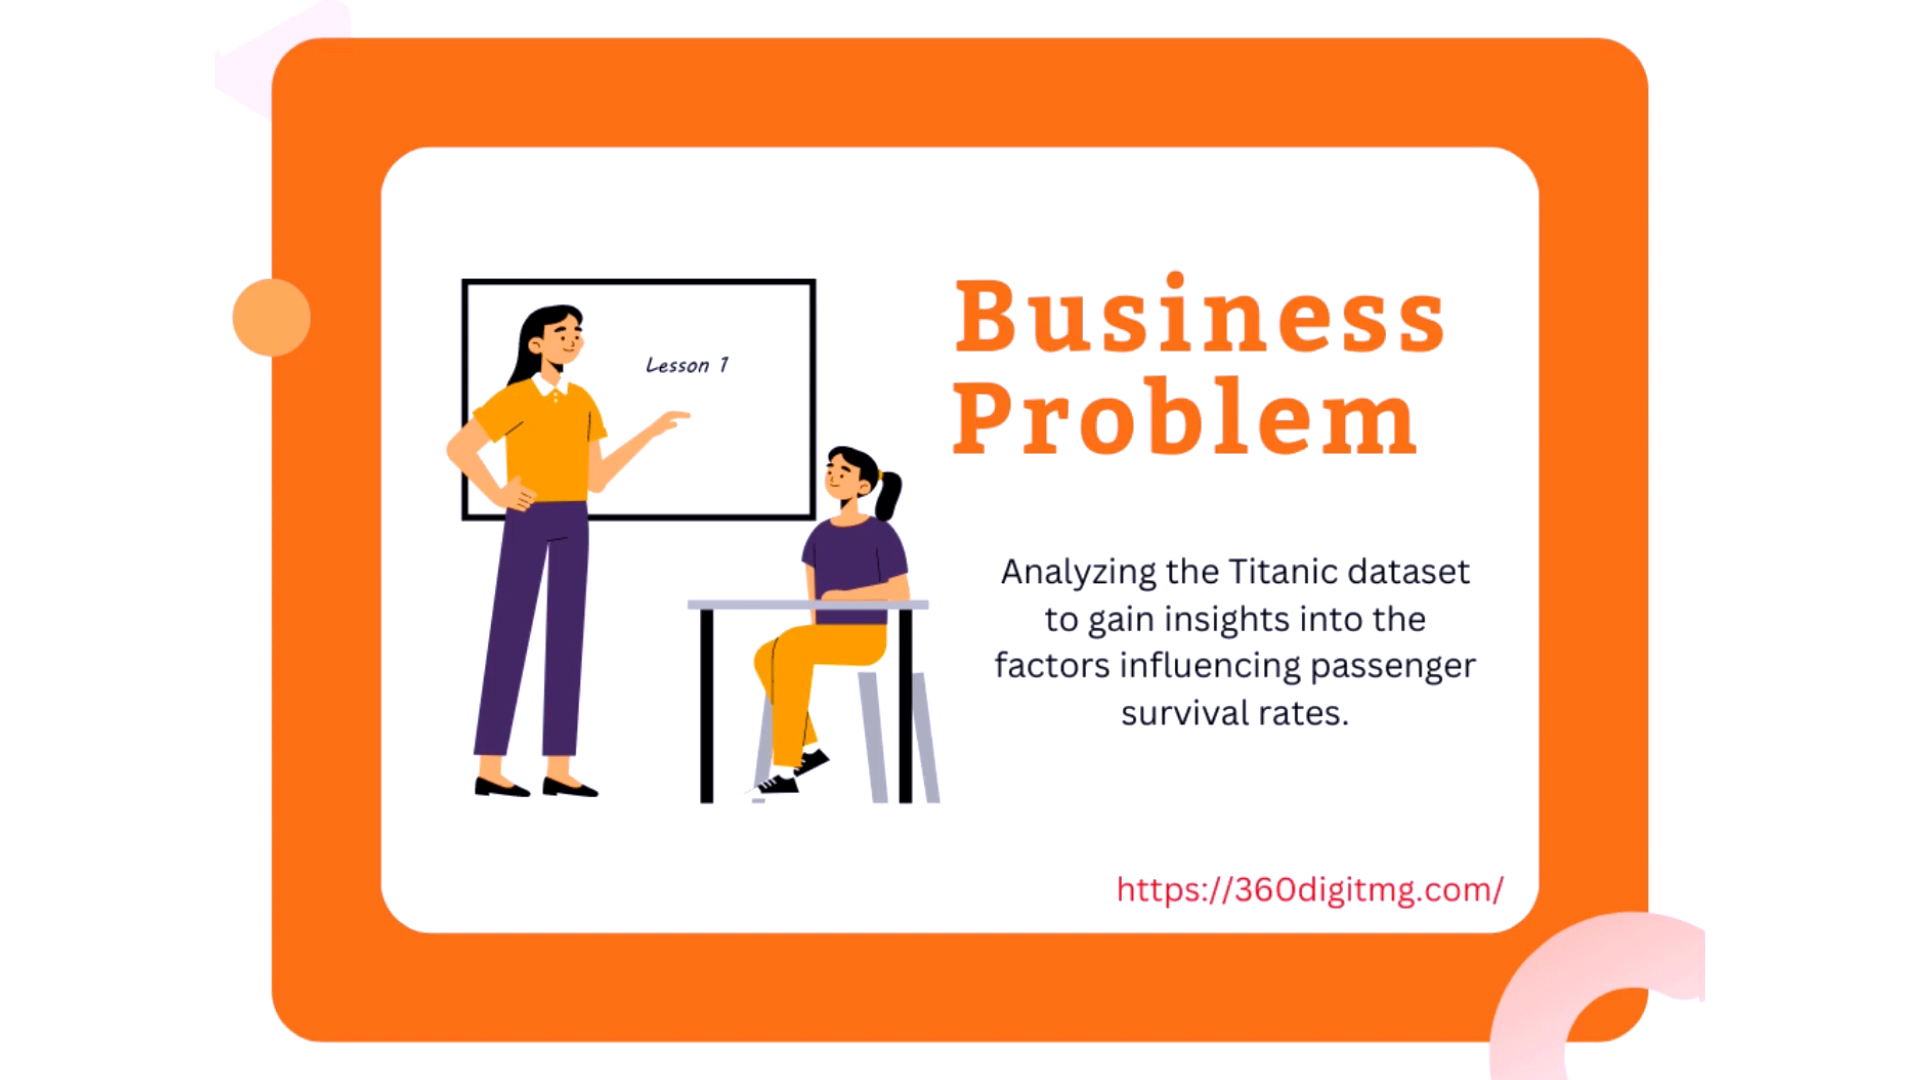 Lesson 1
Business
Problem
Analyzing the Titanic dataset
to gain insights into the
factors influencing passenger
survival rates.
https://360digitmg.com/